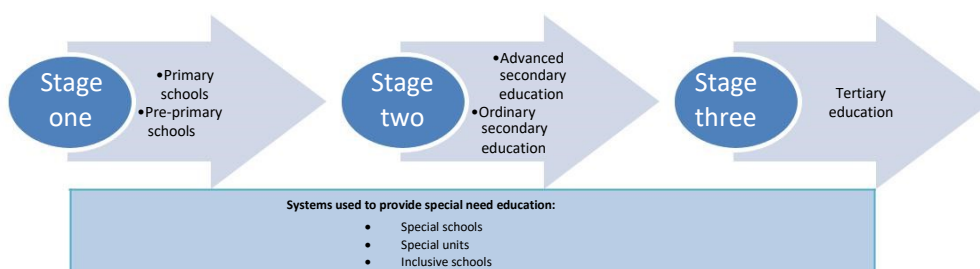 Stage
one
•Primary
schools
•Pre-primary
schools
Stage
two
•Advanced
secondary
education
•Ordinary
secondary
education
Stage
three
Tertiary
education
Systems used to provide special need education:
• Special schools
• Special units
• Inclusive schools